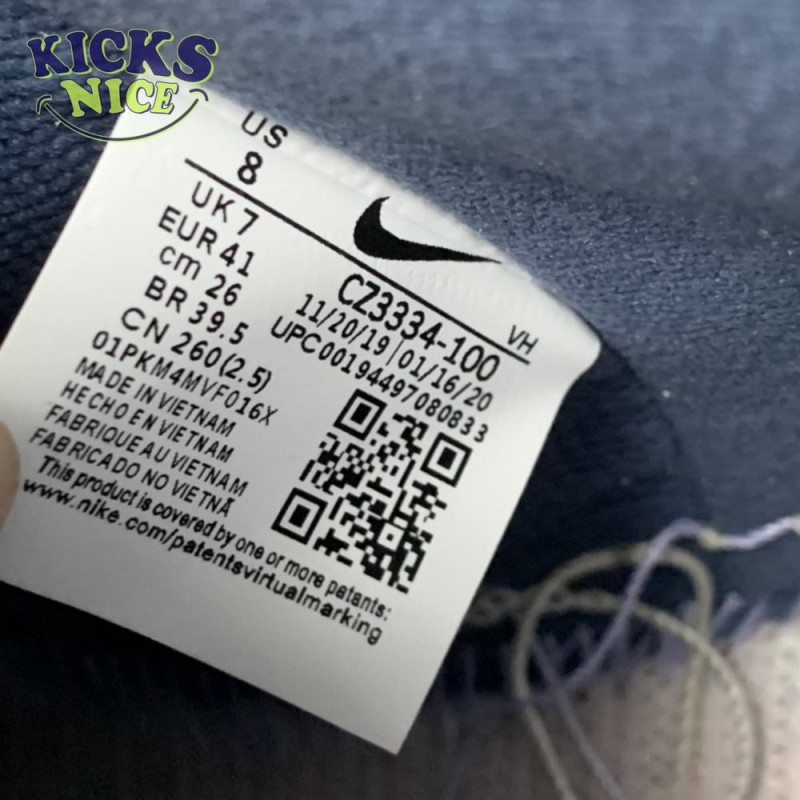 KICKS
NICE
US
8
UK 7
EUR 41
cm 26
BR 39.5
CN 260(2.5)
VH
CZ3334-100
11/20/19|01/16/20
UPC00194497080833
01PKM4MVF016X
MADE IN VIETNAM
HECHO EN VIETNAM
FABRIQUE AU VIETNAM
FABRICADO NO VIETNÃ
This product is covered by one or more patents:
www.nike.com/patentsvirtualmarking